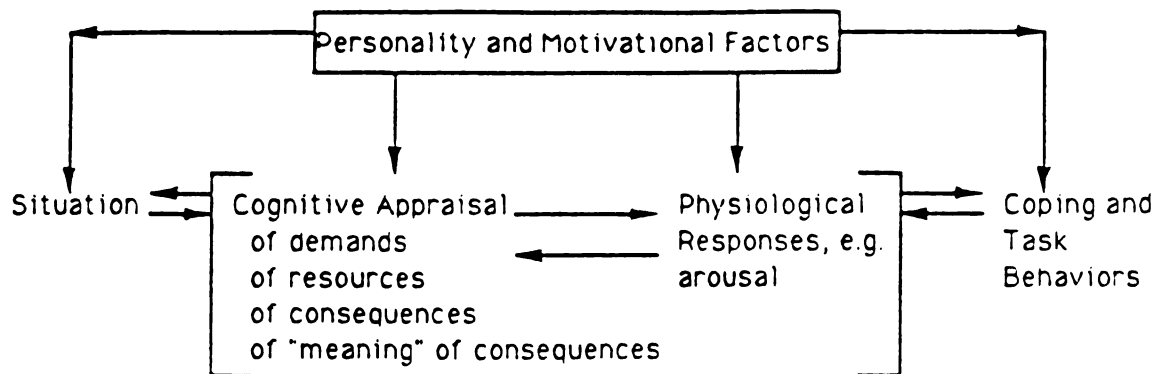 Personality and Motivational Factors
Situation
Cognitive Appraisal
of demands
of resources
of consequences
of "meaning" of consequences
Physiological
Responses, e.g.
arousal
Coping and
Task
Behaviors